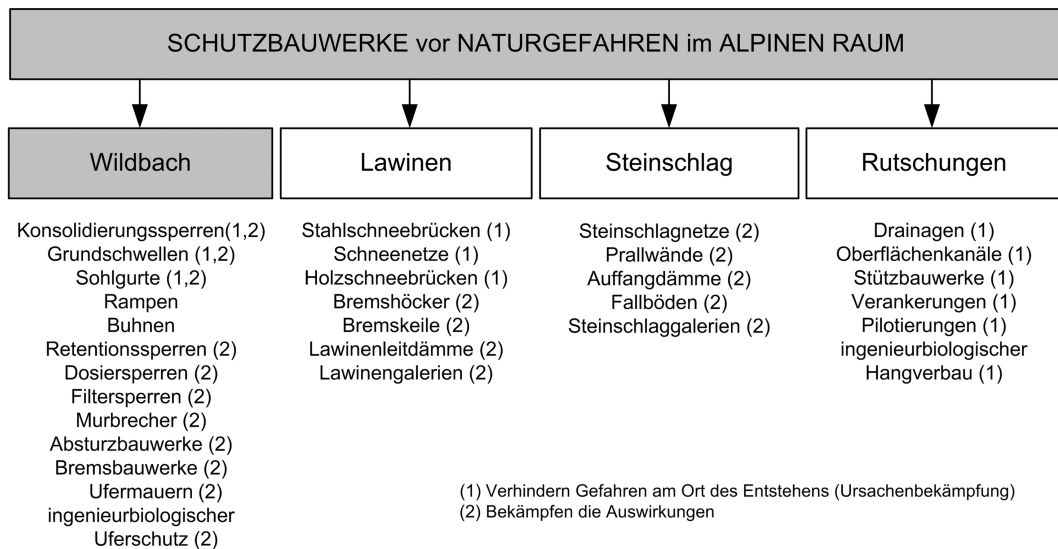 SCHUTZBAUWERKE vor NATURGEFAHREN im ALPINEN RAUM
Wildbach
Konsolidierungssperren(1,2)
Grundschwellen (1,2)
Sohlgurte (1,2)
Rampen
Buhnen
Retentionssperren (2)
Dosiersperren (2)
Filtersperren (2)
Murbrecher (2)
Absturzbauwerke (2)
Bremsbauwerke (2)
Ufermauern (2)
ingenieurbiologischer
Uferschutz (2)
Lawinen
Stahlschneebrücken (1)
Schneenetze (1)
Holzschneebrücken (1)
Bremshöcker (2)
Bremskeile (2)
Lawinenleitdämme (2)
Lawinengalerien (2)
Steinschlag
Steinschlagnetze (2)
Prallwände (2)
Auffangdämme (2)
Fallböden (2)
Steinschlaggalerien (2)
Rutschungen
Drainagen (1)
Oberflächenkanäle (1)
Stützbauwerke (1)
Verankerungen (1)
Pilotierungen (1)
ingenieurbiologischer
Hangverbau (1)
(1) Verhindern Gefahren am Ort des Entstehens (Ursachenbekämpfung)
(2) Bekämpfen die Auswirkungen